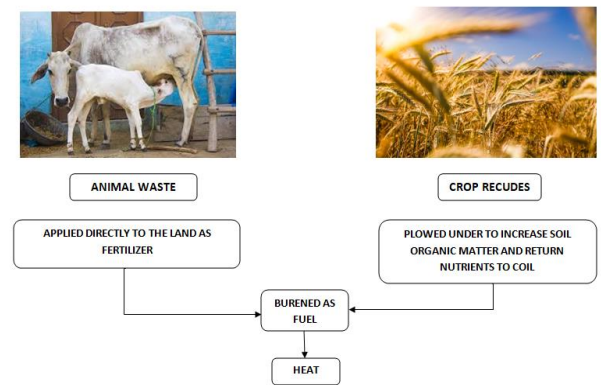 ANIMAL WASTE
CROP RECUDES
APPLIED DIRECTLY TO THE LAND AS
FERTILIZER
PLOWED UNDER TO INCREASE SOIL
ORGANIC MATTER AND RETURN
NUTRIENTS TO COIL
BURENED AS
FUEL
HEAT